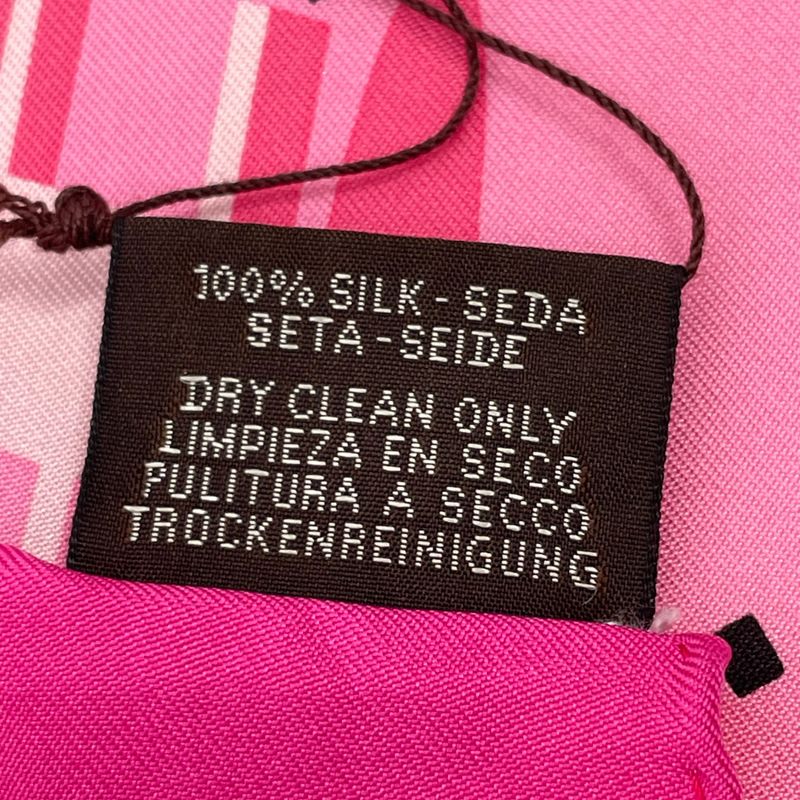 100% SILK - SEDA
SETA - SEIDE
DRY CLEAN ONLY
LIMPIEZA EN SECO
PULITURA A SECCO
TROCKENREINIGUNG